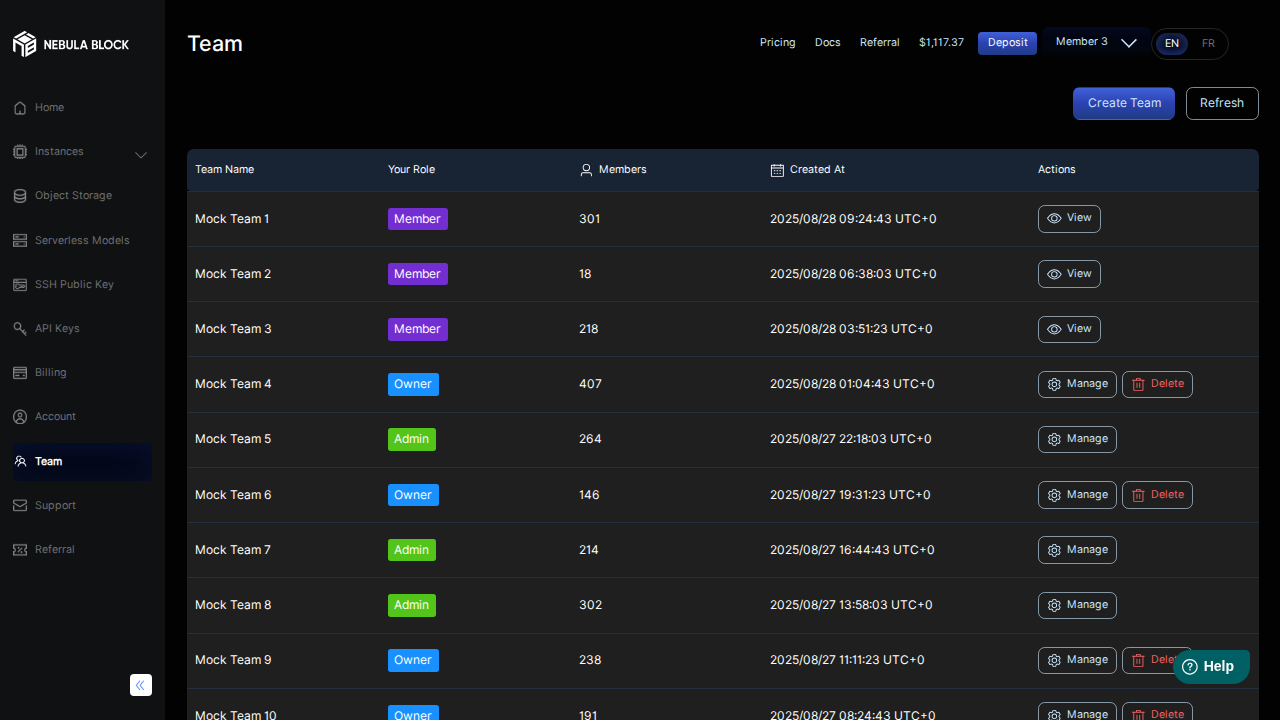 NEBULA BLOCK
Team
Pricing
Docs
Referral
$1,117.37
Deposit
Member 3
EN
FR
Home
Instances
Object Storage
Serverless Models
SSH Public Key
API Keys
Billing
Account
Team
Support
Referral
Create Team
Refresh
Team Name Your Role Members Created At Actions
Mock Team 1 Member 301 2025/08/28 09:24:43 UTC+0 View
Mock Team 2 Member 18 2025/08/28 06:38:03 UTC+0 View
Mock Team 3 Member 218 2025/08/28 03:51:23 UTC+0 View
Mock Team 4 Owner 407 2025/08/28 01:04:43 UTC+0 Manage Delete
Mock Team 5 Admin 264 2025/08/27 22:18:03 UTC+0 Manage
Mock Team 6 Owner 146 2025/08/27 19:31:23 UTC+0 Manage Delete
Mock Team 7 Admin 214 2025/08/27 16:44:43 UTC+0 Manage
Mock Team 8 Admin 302 2025/08/27 13:58:03 UTC+0 Manage
Mock Team 9 Owner 238 2025/08/27 11:11:23 UTC+0 Manage Delete
Mock Team 10 Owner 191 2025/08/27 08:24:43 UTC+0 Manage Delete
Help